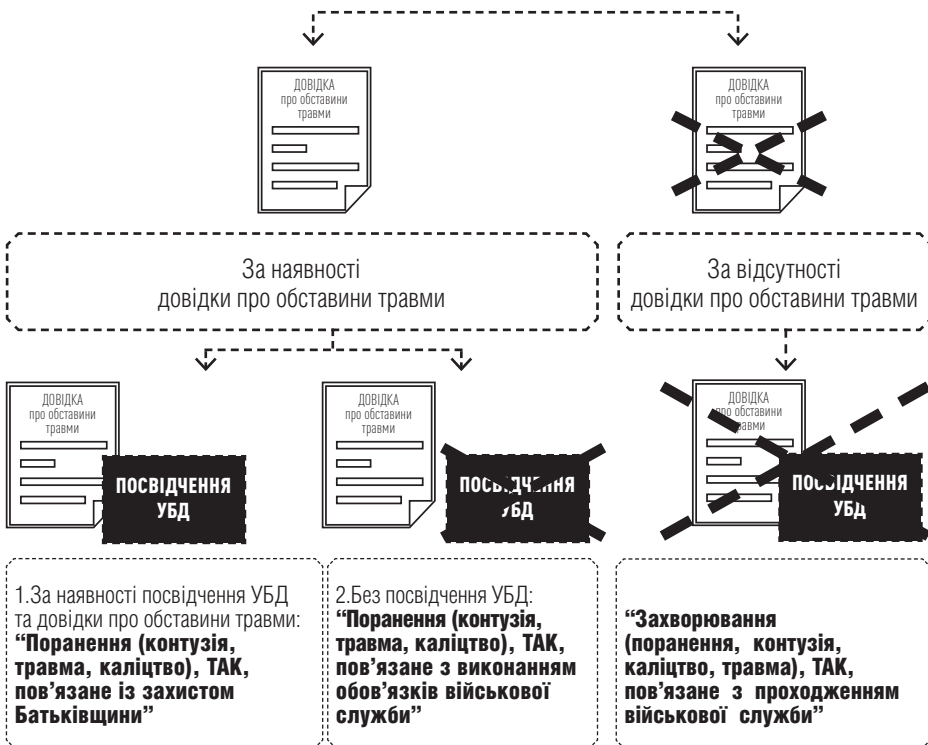 ДОВІДКА
про обставини
травми
ДОВІДКА
про обставини
травми
За наявності
довідки про обставини травми
За відсутності
довідки про обставини травми
ДОВІДКА
про обставини
травми
ПОСВІДЧЕННЯ
УБД
ДОВІДКА
про обставини
травми
ПОСВІДЧЕННЯ
УБД
ДОВІДКА
про обставини
травми
ПОСВІДЧЕННЯ
УБД
1.За наявності посвідчення УБД
та довідки про обставини травми:
“Поранення (контузія,
травма, каліцтво), ТАК,
пов’язане із захистом
Батьківщини”
2.Без посвідчення УБД:
“Поранення (контузія,
травма, каліцтво), ТАК,
пов’язане з виконанням
обов’язків військової
служби”
“Захворювання
(поранення, контузія,
каліцтво, травма), ТАК,
пов’язане з проходженням
військової служби”